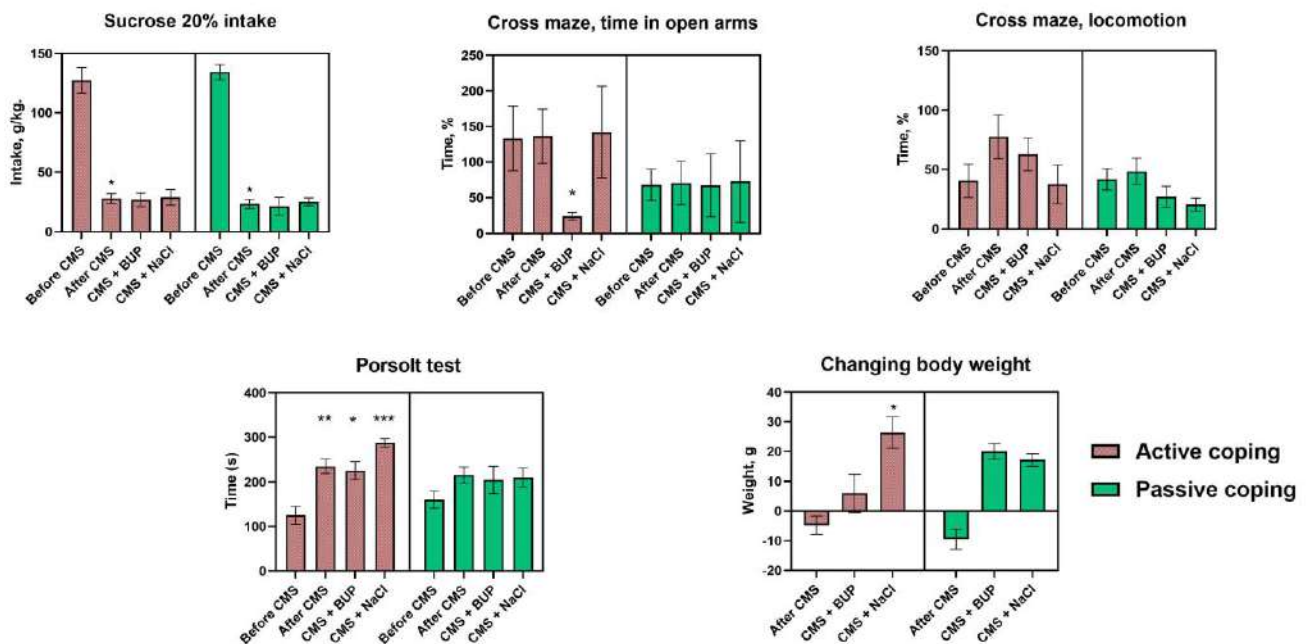 Sucrose 20% intake
Intake, g/kg.
150
100
50
0
*
*
Before CMS
After CMS
CMS + BUP
CMS + NaCl
Before CMS
After CMS
CMS + BUP
CMS + NaCl
Cross maze, time in open arms
Time, %
250
200
150
100
50
0
*
Before CMS
After CMS
CMS + BUP
CMS + NaCl
Before CMS
After CMS
CMS + BUP
CMS + NaCl
Cross maze, locomotion
Time, %
150
100
50
0
Before CMS
After CMS
CMS + BUP
CMS + NaCl
Before CMS
After CMS
CMS + BUP
CMS + NaCl
Porsolt test
Time (s)
400
300
200
100
0
** * ***
Before CMS
After CMS
CMS + BUP
CMS + NaCl
Before CMS
After CMS
CMS + BUP
CMS + NaCl
Changing body weight
Weight, g
40
30
20
10
0
-10
-20
*
After CMS
CMS + BUP
CMS + NaCl
After CMS
CMS + BUP
CMS + NaCl
Active coping
Passive coping